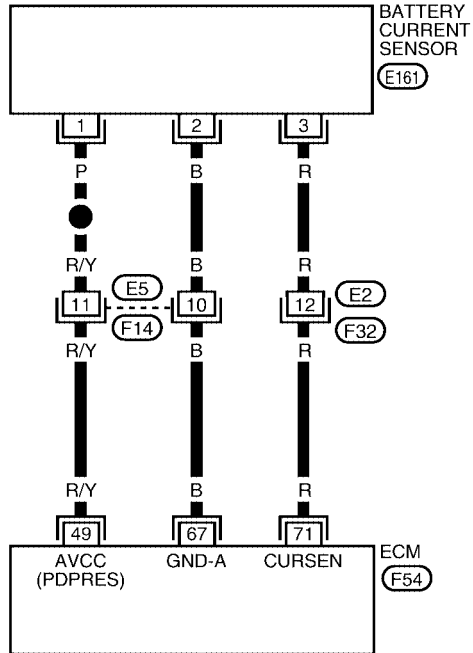 BATTERY
CURRENT
SENSOR
E161
1 2 3
P B R
R/Y B R
11 E5 10 12 E2
F14 F32
R/Y B R
R/Y B R
49 67 71
AVCC GND-A CURSEN ECM
(PDPRES) F54